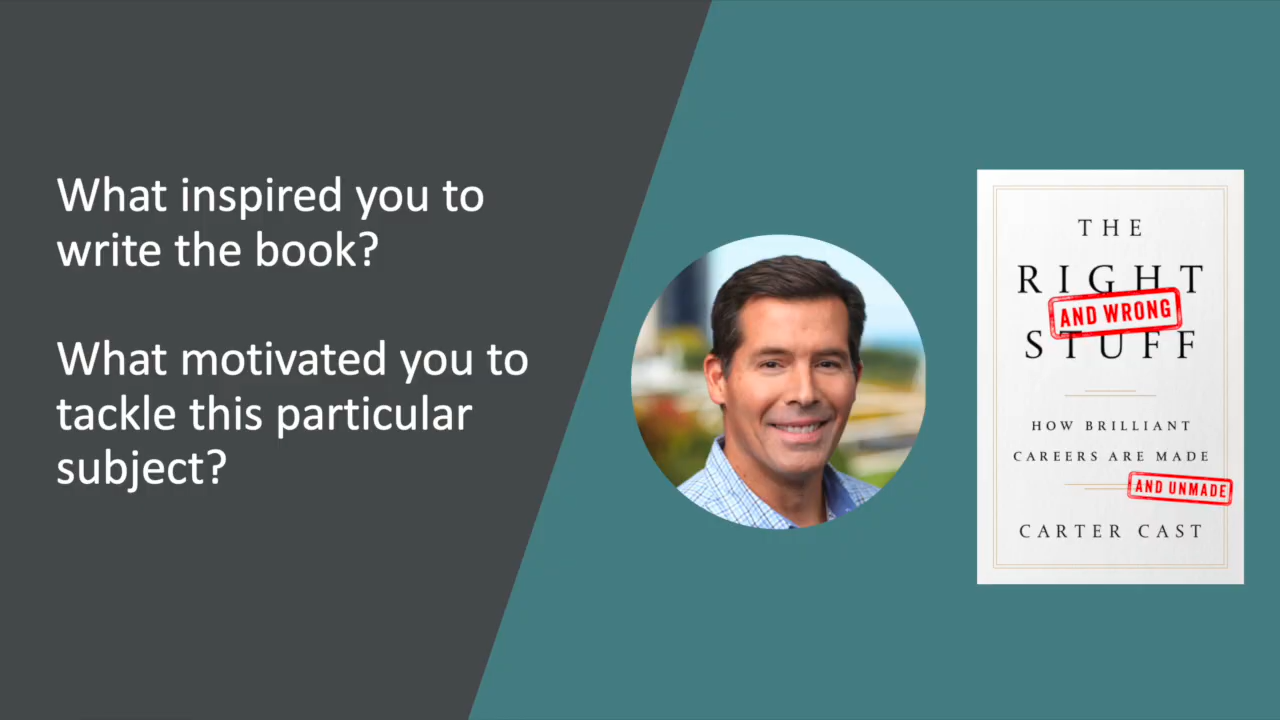 What inspired you to
write the book?
What motivated you to
tackle this particular
subject?
THE
RIGHT
AND WRONG
STUFF
HOW BRILLIANT
CAREERS ARE MADE
AND UNMADE
CARTER CAST